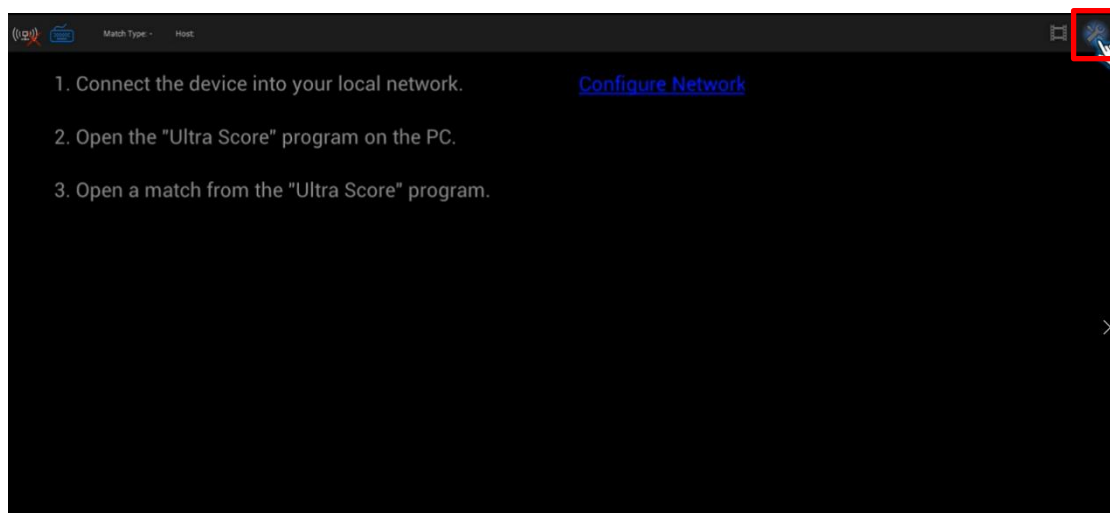 Match Type: - Host:
1. Connect the device into your local network. Configure Network
2. Open the "Ultra Score" program on the PC.
3. Open a match from the "Ultra Score" program.